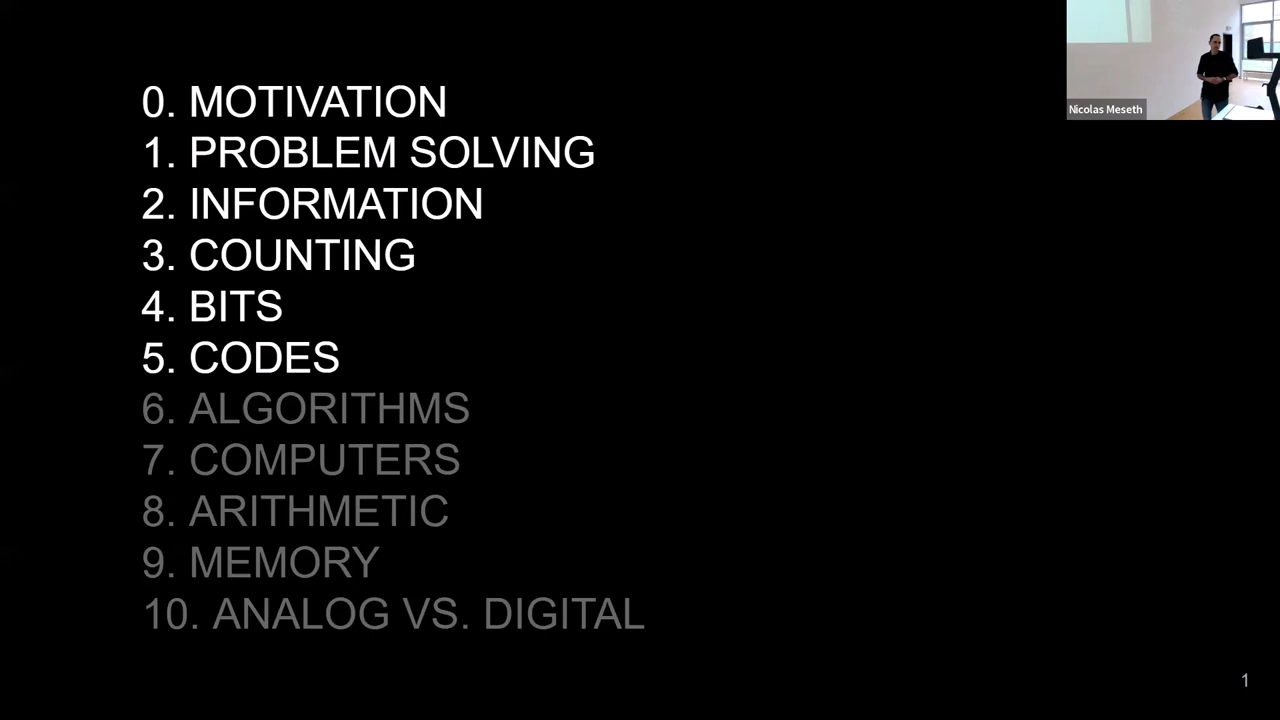 0. MOTIVATION
1. PROBLEM SOLVING
2. INFORMATION
3. COUNTING
4. BITS
5. CODES
6. ALGORITHMS
7. COMPUTERS
8. ARITHMETIC
9. MEMORY
10. ANALOG VS. DIGITAL
Nicolas Meseth
1